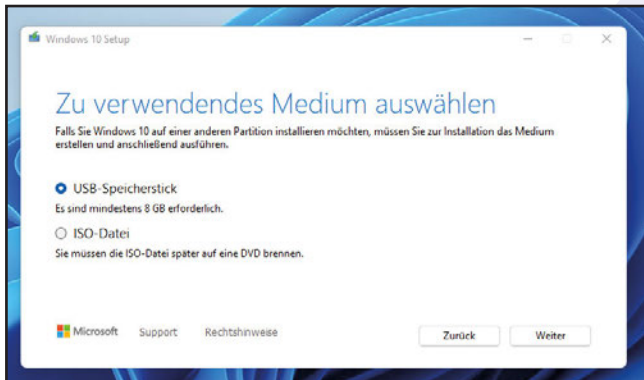 Windows 10 Setup
Zu verwendendes Medium auswählen
Falls Sie Windows 10 auf einer anderen Partition installieren möchten, müssen Sie zur Installation das Medium
erstellen und anschließend ausführen.
USB-Speicherstick
Es sind mindestens 8 GB erforderlich.
ISO-Datei
Sie müssen die ISO-Datei später auf eine DVD brennen.
Microsoft Support Rechtshinweise Zurück Weiter